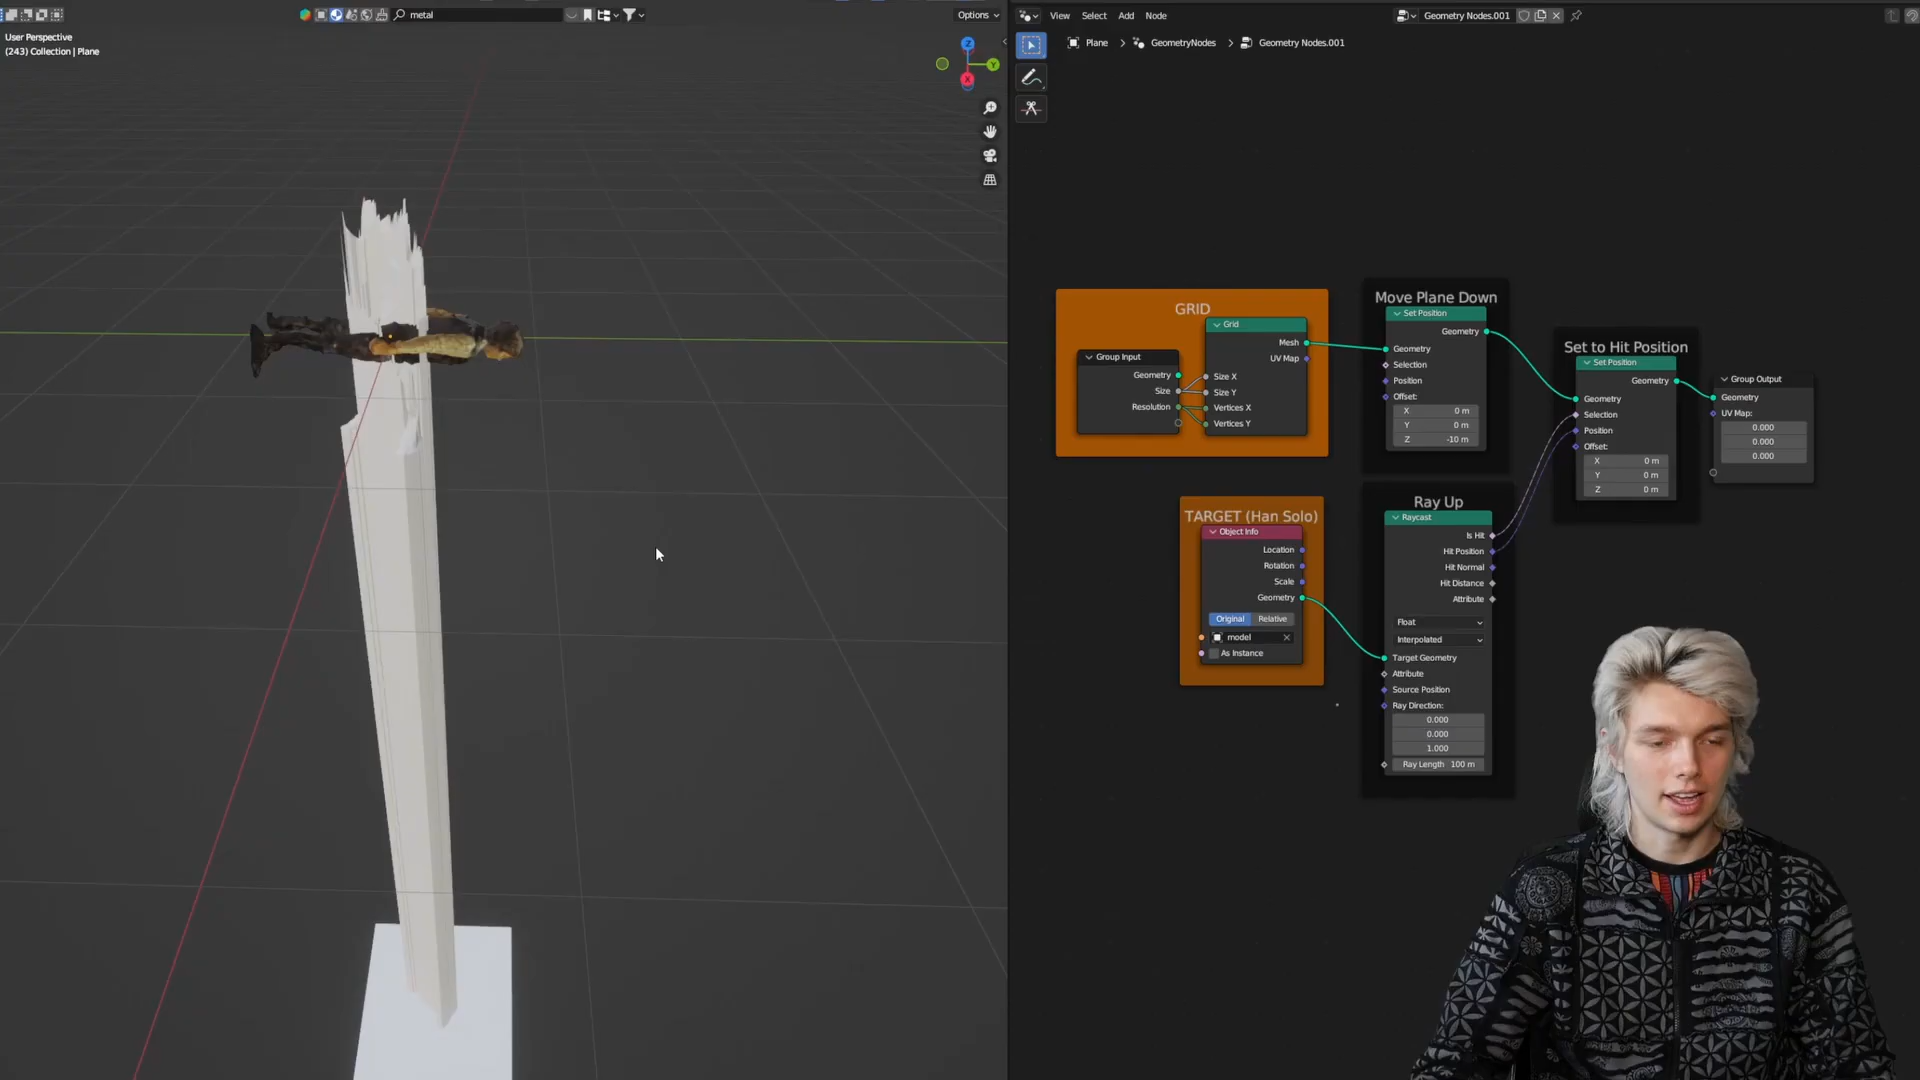 metal
Options
User Perspective
(243) Collection | Plane
Z
Y
X
View Select Add Node
Geometry Nodes.001
Plane
GeometryNodes
Geometry Nodes.001
GRID
Grid
Mesh
UV Map
Size X
Size Y
Vertices X
Vertices Y
Group Input
Geometry
Size
Resolution
Move Plane Down
Set Position
Geometry
Geometry
Selection
Position
Offset:
X 0 m
Y 0 m
Z -10 m
Set to Hit Position
Set Position
Geometry
Geometry
Selection
Position
Offset:
X 0 m
Y 0 m
Z 0 m
Group Output
Geometry
UV Map:
0.000
0.000
0.000
TARGET (Han Solo)
Object Info
Location
Rotation
Scale
Geometry
Original Relative
model
As Instance
Ray Up
Raycast
Is Hit
Hit Position
Hit Normal
Hit Distance
Attribute
Float
Interpolated
Target Geometry
Attribute
Source Position
Ray Direction:
0.000
0.000
1.000
Ray Length 100 m